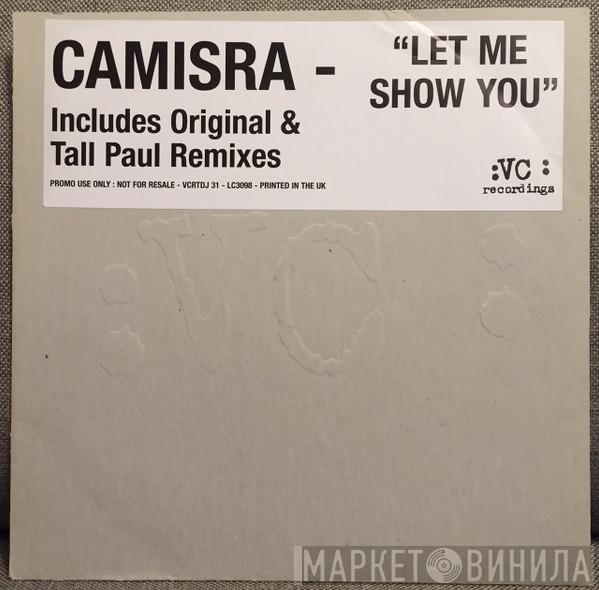 CAMISRA -
"LET ME
SHOW YOU"
Includes Original &
Tall Paul Remixes
PROMO USE ONLY : NOT FOR RESALE - VCRTDJ 31 - LC3098 - PRINTED IN THE UK
:VC :
recordings
:VC :
МАРКЕТ ВИНИЛА